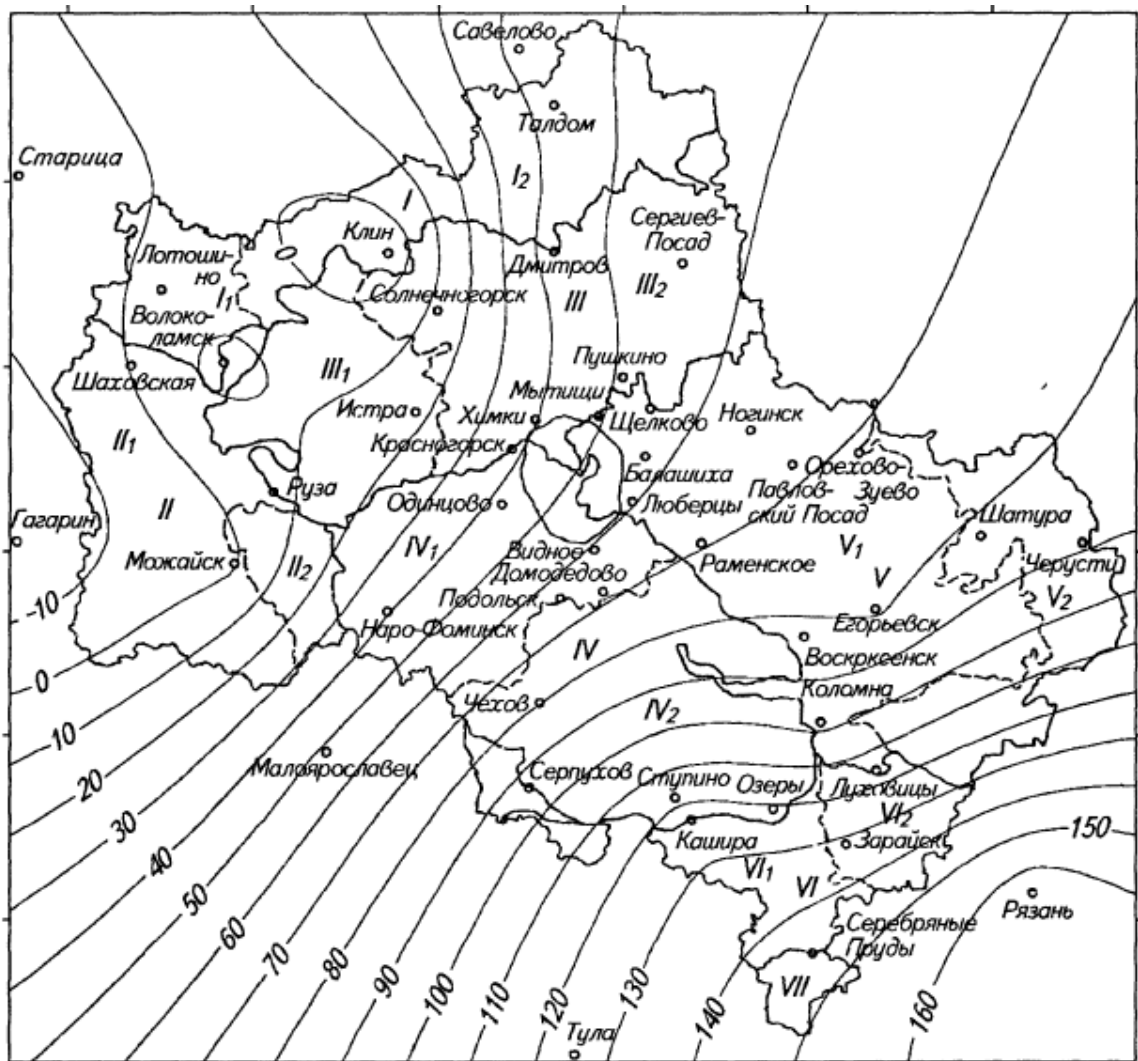 Савелово
Талдом
Старица
I
I₂
Сергиев-
Посад
Клин
Лотоши-
но
0
Дмитров
III
III₂
I₁
Солнечногорск
Волоко-
ламск
Пушкино
Шаховская
III₁
Мытищи
Истра
Химки
Щелково
Ногинск
II₁
Красногорск
Балашиха
Орехово-
Зуево
Руза
Павлов-
ский Посад
Одинцово
Люберцы
Гагарин
II
Шатура
IV₁
V₁
Видное
Можайск
II₂
Домодедово
Раменское
Черусти
V
V₂
Подольск
-10
Егорьевск
Наро-Фоминск
IV
Воскркесенск
0
Коломна
Чехов
IV₂
10
Малоярославец
20
Серпухов
Ступино
Озеры
Луховицы
VI₂
30
Кашира
Зарайск
150
40
VI₁
VI
50
Рязань
60
Серебряные
Пруды
70
80
VII
90
100
110
120
130
140
160
Тула